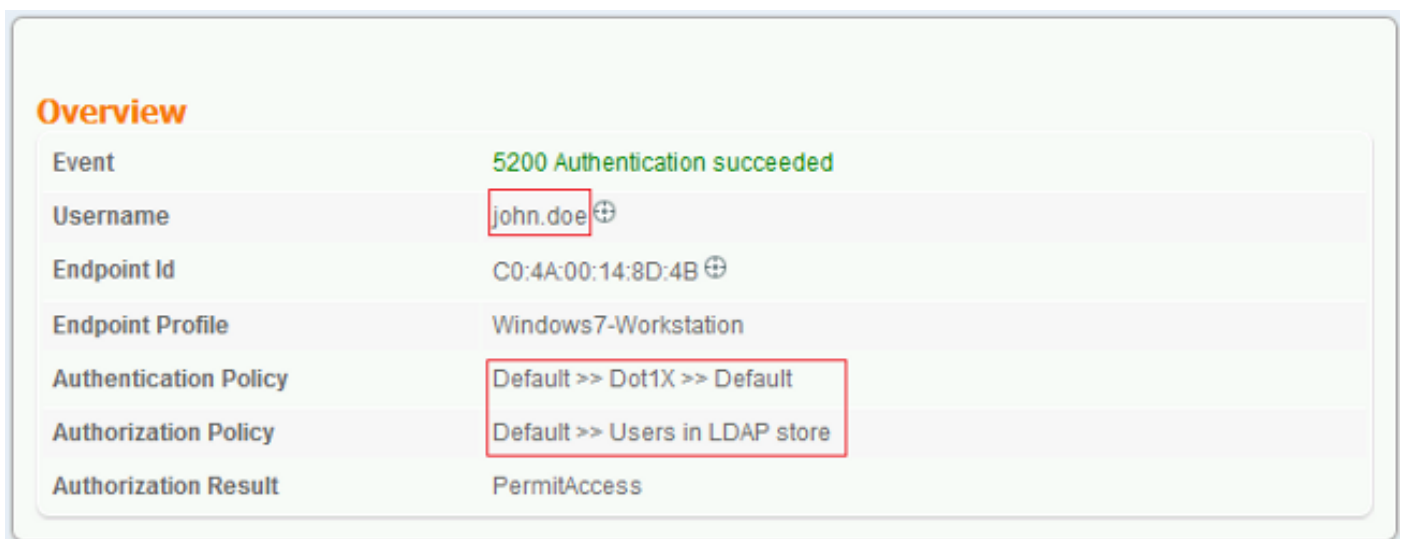 Overview
Event 5200 Authentication succeeded
Username john.doe
Endpoint Id C0:4A:00:14:8D:4B
Endpoint Profile Windows7-Workstation
Authentication Policy Default >> Dot1X >> Default
Authorization Policy Default >> Users in LDAP store
Authorization Result PermitAccess